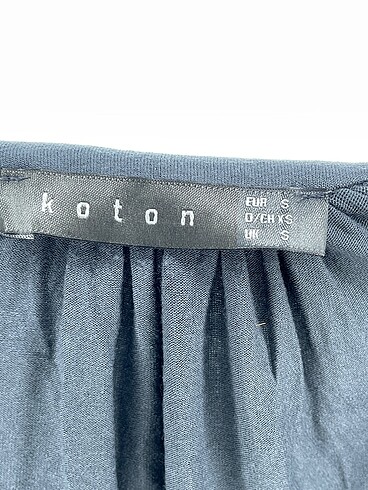 koton
EUR S
D/CH XS
UK S